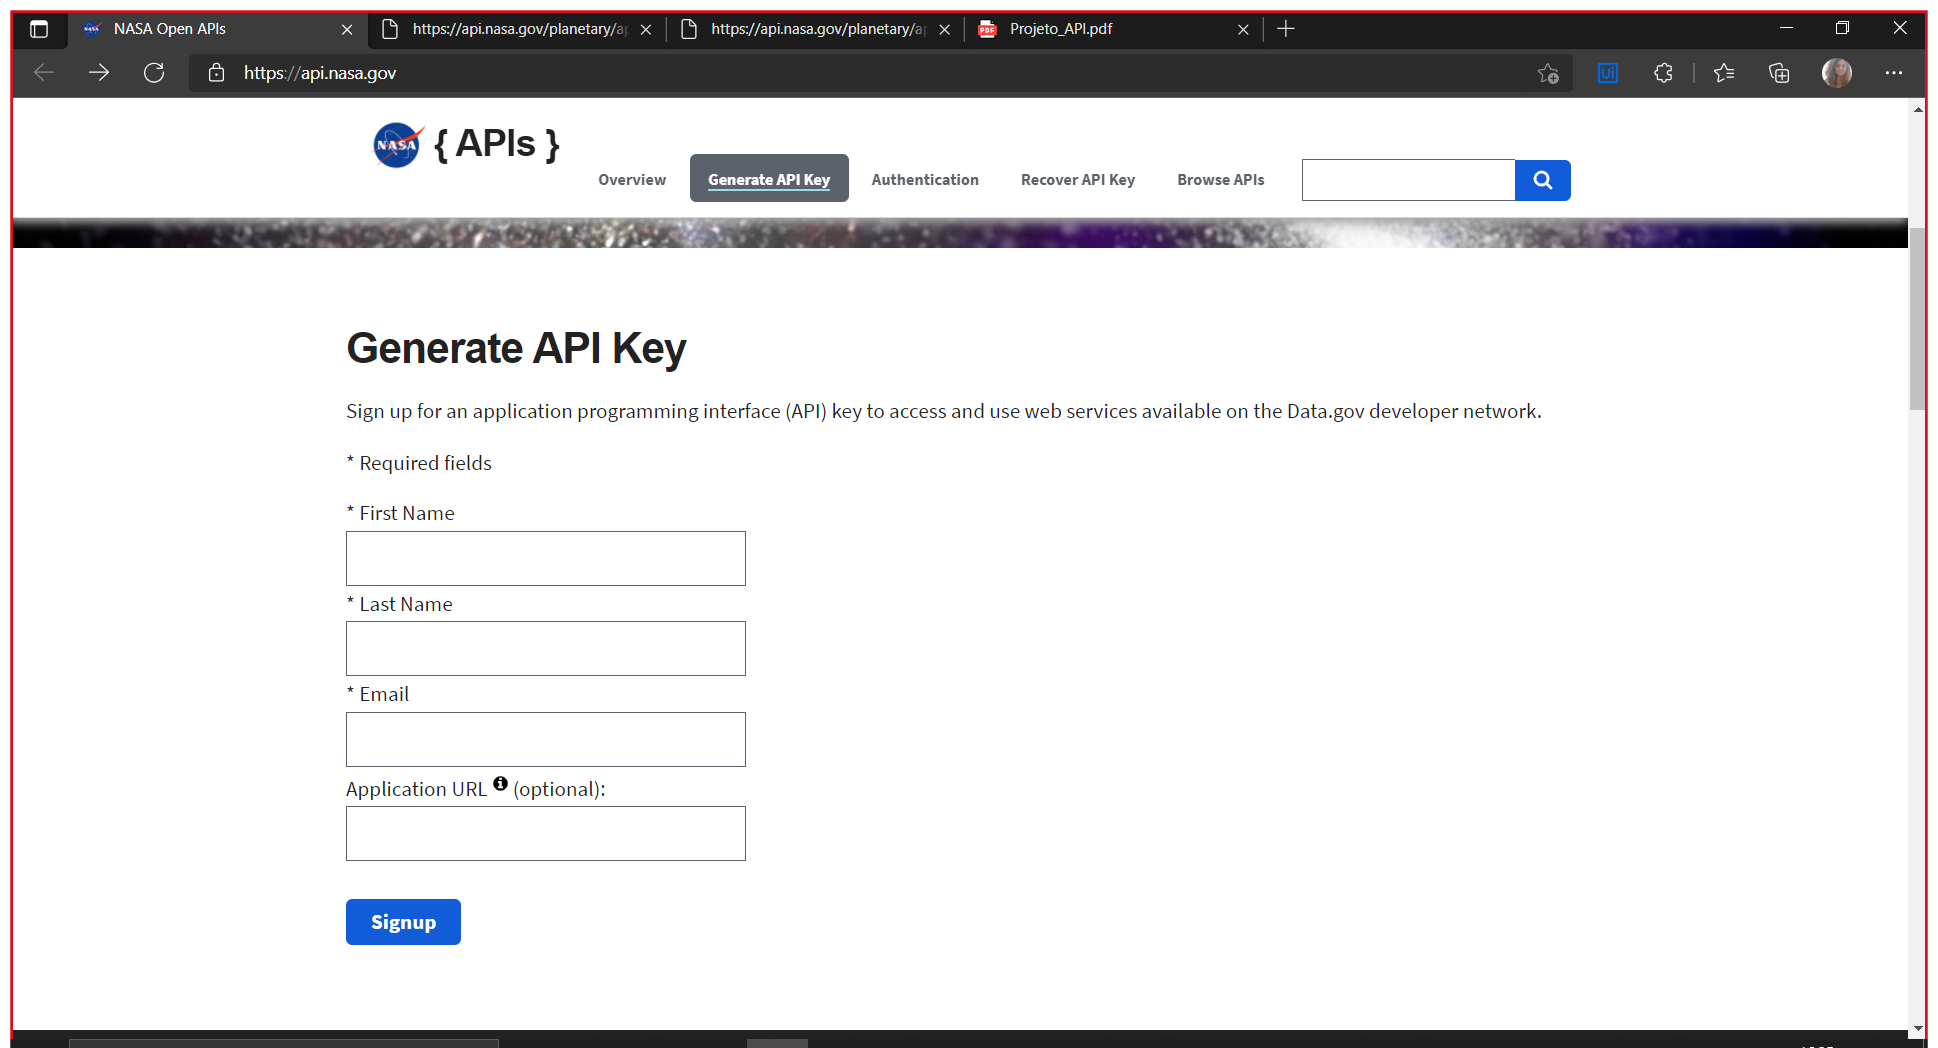 NASA Open APIs
https://api.nasa.gov/planetary/ap
https://api.nasa.gov/planetary/ap
Projeto_API.pdf
https://api.nasa.gov
Ui
NASA { APIs }
Overview
Generate API Key
Authentication
Recover API Key
Browse APIs
Generate API Key
Sign up for an application programming interface (API) key to access and use web services available on the Data.gov developer network.
* Required fields
* First Name
* Last Name
* Email
Application URL (optional):
Signup